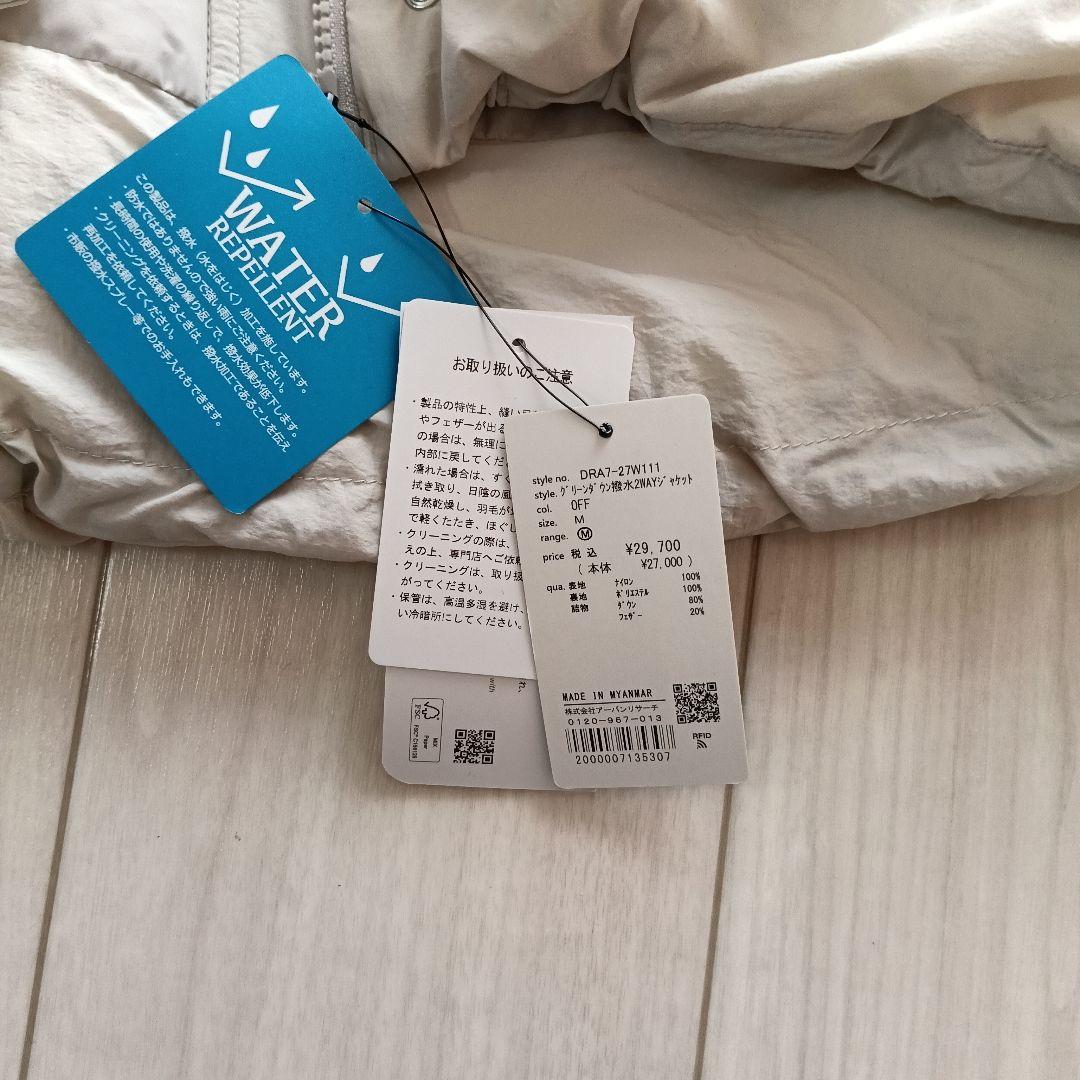 WATER
REPELLENT
この製品は、撥水（水をはじく）加工を施しています。
・防水ではありませんので強い雨にご注意ください。
・長時間の使用や洗濯の繰り返しで、撥水効果が低下します。
・クリーニングを依頼するときは、撥水加工であることを伝え
再加工を依頼してください。
・市販の撥水スプレー等でのお手入れもできます。
お取り扱いのご注意
・製品の特性上、縫い
やフェザーが出る
の場合は、無理に
内部に戻してくだ
・濡れた場合は、すぐ
拭き取り、日陰の風
自然乾燥し、羽毛が
で軽くたたき、ほぐし
・クリーニングの際は、
えの上、専門店へご依頼
・クリーニングは、取り扱
がってください。
・保管は、高温多湿を避け、
い冷暗所にしてください。
with
FSC
MIX
Paper
style no. DRA7-27W111
style. グリーンダウン撥水2WAYジャケット
col. OFF
size. M
range. M
price 税込 ¥29,700
( 本体 ¥27,000 )
qua. 表地 ナイロン 100%
裏地 ポリエステル 100%
詰物 ダウン 80%
フェザー 20%
MADE IN MYANMAR
株式会社アーバンリサーチ
0120-967-013
2000007135307
RFID